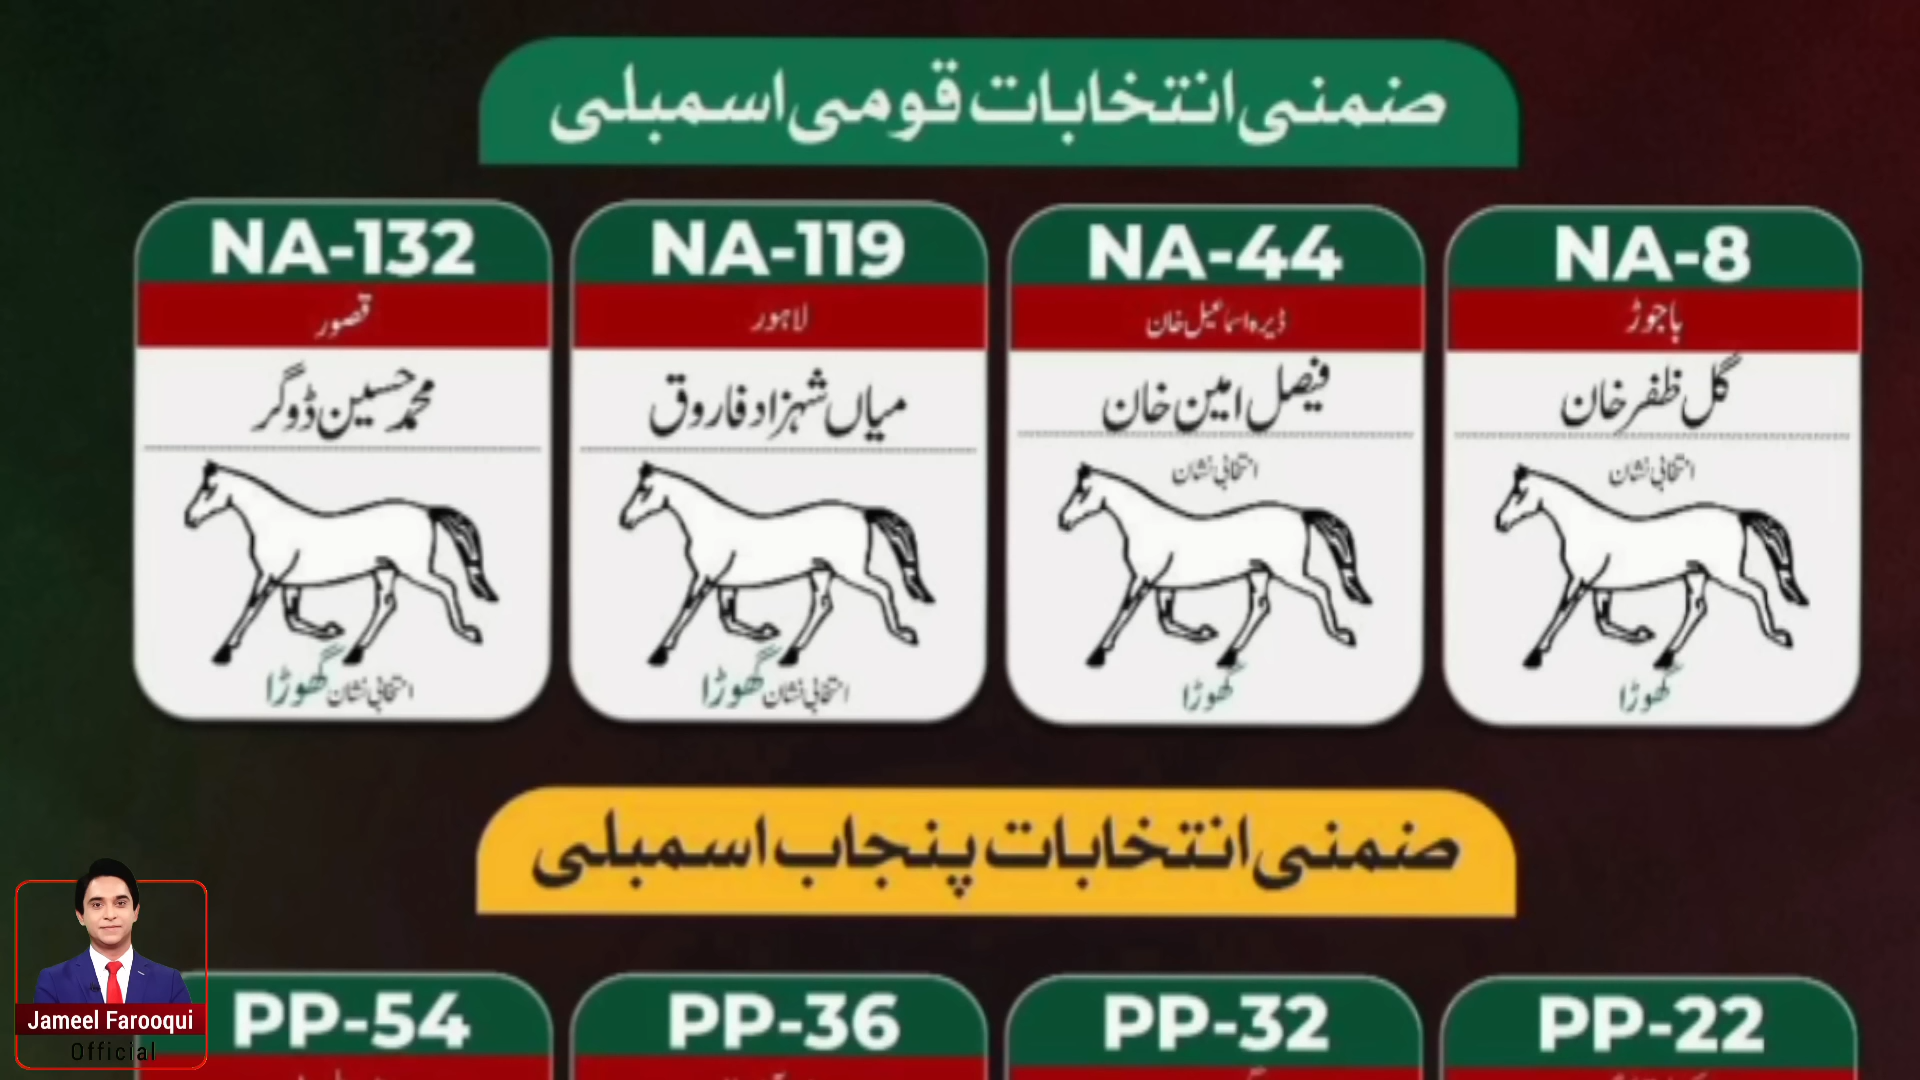 ضمنی انتخابات قومی اسمبلی
NA-8
باجوڑ
گل ظفر خان
انتخابی نشان
گھوڑا
NA-44
ڈیرہ اسماعیل خان
فیصل امین خان
انتخابی نشان
گھوڑا
NA-119
لاہور
میاں شہزاد فاروق
انتخابی نشان گھوڑا
NA-132
قصور
محمد حسین ڈوگر
انتخابی نشان گھوڑا
ضمنی انتخابات پنجاب اسمبلی
PP-22
PP-32
PP-36
PP-54
Jameel Farooqui
Official